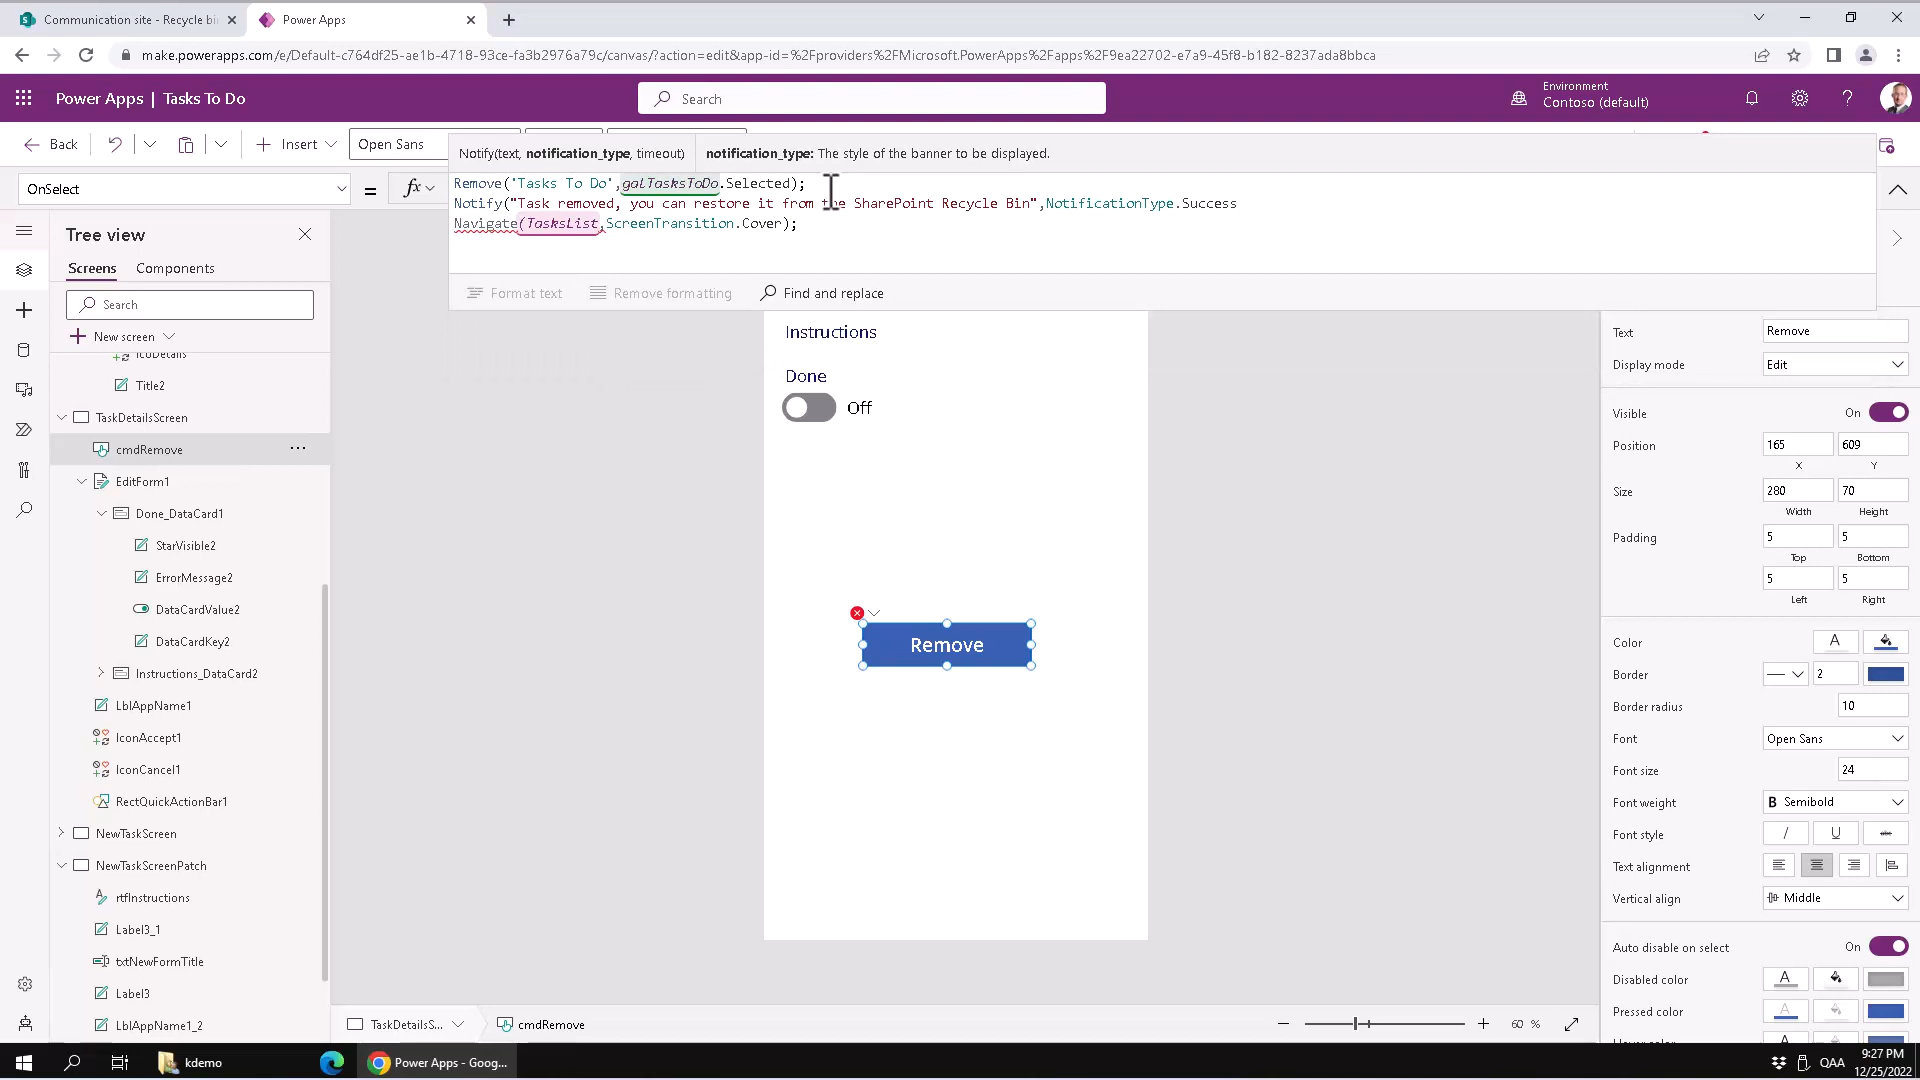 Communication site - Recycle bi
Power Apps
make.powerapps.com/e/Default-c764df25-ae1b-4718-93ce-fa3b2976a79c/canvas/?action=edit&app-id=%2Fproviders%2FMicrosoft.PowerApps%2Fapps%2F9ea22702-e7a9-45f8-b182-8237ada8bbca
Power Apps | Tasks To Do
Search
Environment
Contoso (default)
Back
Insert
Open Sans
Notify(text, notification_type, timeout)
notification_type: The style of the banner to be displayed.
OnSelect
=
fx
Remove('Tasks To Do',galTasksToDo.Selected);
Notify("Task removed, you can restore it from the SharePoint Recycle Bin",NotificationType.Success
Navigate(TasksList,ScreenTransition.Cover);
Format text
Remove formatting
Find and replace
Tree view
Screens
Components
Search
New screen
IcoDetails
Title2
TaskDetailsScreen
cmdRemove
EditForm1
Done_DataCard1
StarVisible2
ErrorMessage2
DataCardValue2
DataCardKey2
Instructions_DataCard2
LblAppName1
IconAccept1
IconCancel1
RectQuickActionBar1
NewTaskScreen
NewTaskScreenPatch
rtfInstructions
Label3_1
txtNewFormTitle
Label3
LblAppName1_2
Instructions
Done
Off
Remove
Text
Remove
Display mode
Edit
Visible
On
Position
165
609
X
Y
Size
280
70
Width
Height
Padding
5
5
Top
Bottom
5
5
Left
Right
Color
A
Border
2
Border radius
10
Font
Open Sans
Font size
24
Font weight
B Semibold
Font style
/
U
abc
Text alignment
Vertical align
Middle
Auto disable on select
On
Disabled color
A
Pressed color
A
Hover color
A
TaskDetailsS...
cmdRemove
60 %
kdemo
Power Apps - Goog...
QAA
9:27 PM
12/25/2022